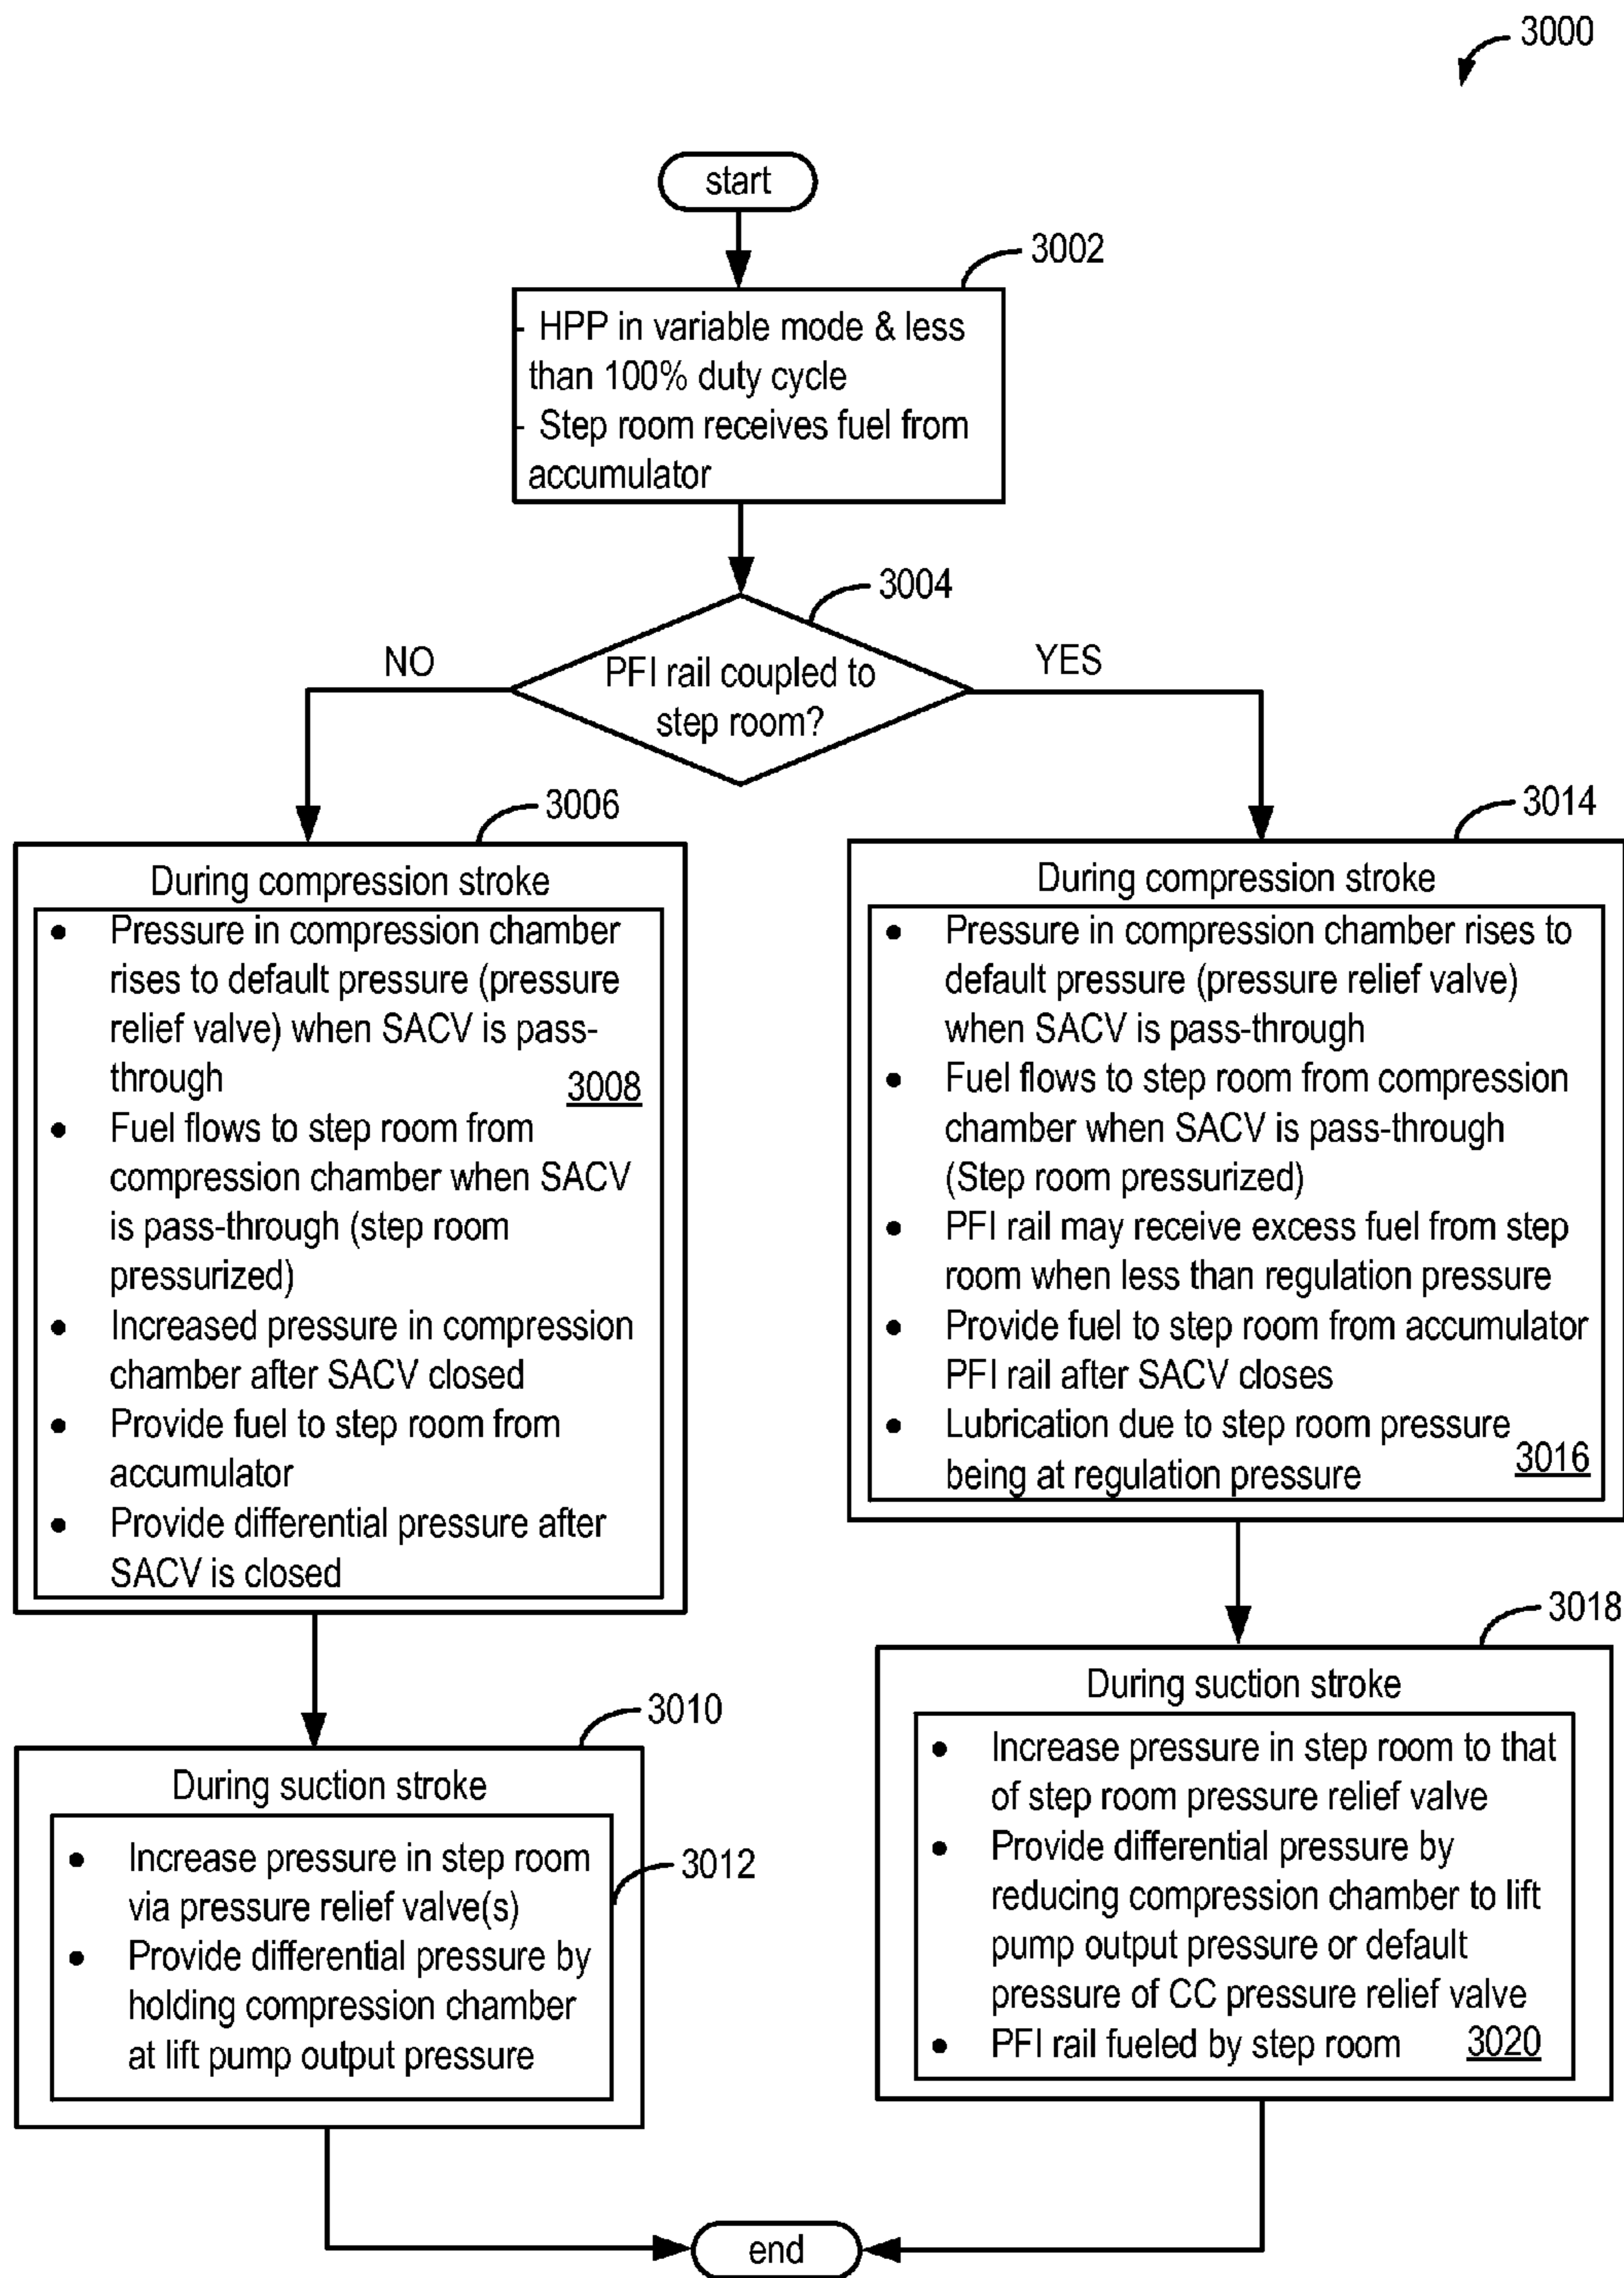 3000
start
3002
- HPP in variable mode & less
than 100% duty cycle
- Step room receives fuel from
accumulator
3004
PFI rail coupled to
step room?
NO
YES
3006
During compression stroke
• Pressure in compression chamber
rises to default pressure (pressure
relief valve) when SACV is pass-
through
3008
• Fuel flows to step room from
compression chamber when SACV
is pass-through (step room
pressurized)
• Increased pressure in compression
chamber after SACV closed
• Provide fuel to step room from
accumulator
• Provide differential pressure after
SACV is closed
3010
During suction stroke
• Increase pressure in step room
via pressure relief valve(s)
3012
• Provide differential pressure by
holding compression chamber
at lift pump output pressure
3014
During compression stroke
• Pressure in compression chamber rises to
default pressure (pressure relief valve)
when SACV is pass-through
• Fuel flows to step room from compression
chamber when SACV is pass-through
(Step room pressurized)
• PFI rail may receive excess fuel from step
room when less than regulation pressure
• Provide fuel to step room from accumulator
PFI rail after SACV closes
• Lubrication due to step room pressure
being at regulation pressure
3016
3018
During suction stroke
• Increase pressure in step room to that
of step room pressure relief valve
• Provide differential pressure by
reducing compression chamber to lift
pump output pressure or default
pressure of CC pressure relief valve
• PFI rail fueled by step room
3020
end